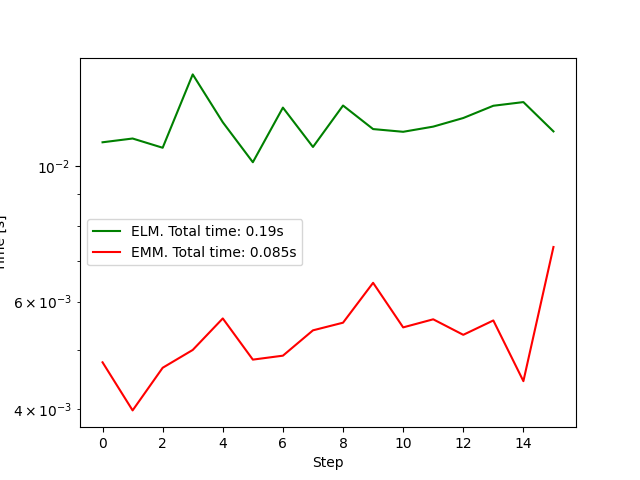 10⁻²
6 × 10⁻³
4 × 10⁻³
ELM. Total time: 0.19s
EMM. Total time: 0.085s
0 2 4 6 8 10 12 14
Step